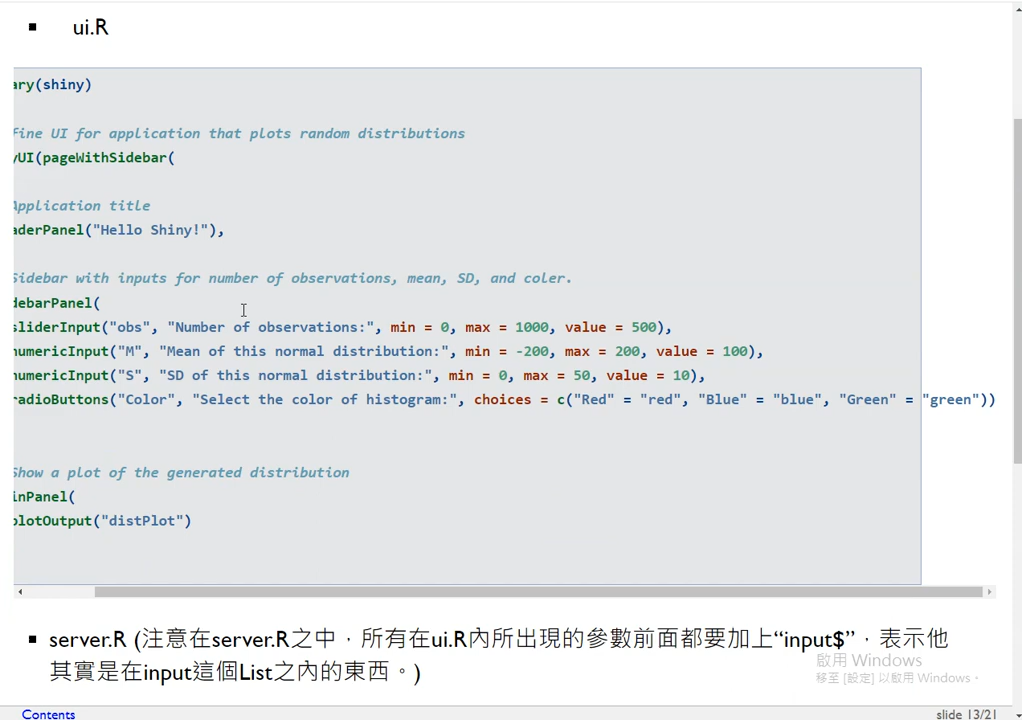 ▪ ui.R
ary(shiny)
fine UI for application that plots random distributions
yUI(pageWithSidebar(
Application title
aderPanel("Hello Shiny!"),
Sidebar with inputs for number of observations, mean, SD, and coler.
debarPanel(
sliderInput("obs", "Number of observations:", min = 0, max = 1000, value = 500),
numericInput("M", "Mean of this normal distribution:", min = -200, max = 200, value = 100),
numericInput("S", "SD of this normal distribution:", min = 0, max = 50, value = 10),
radioButtons("Color", "Select the color of histogram:", choices = c("Red" = "red", "Blue" = "blue", "Green" = "green"))
Show a plot of the generated distribution
inPanel(
plotOutput("distPlot")
▪ server.R (注意在server.R之中，所有在ui.R內所出現的參數前面都要加上“input$”，表示他
其實是在input這個List之內的東西。)
啟用 Windows
移至 [設定] 以啟用 Windows。
Contents
slide 13/21